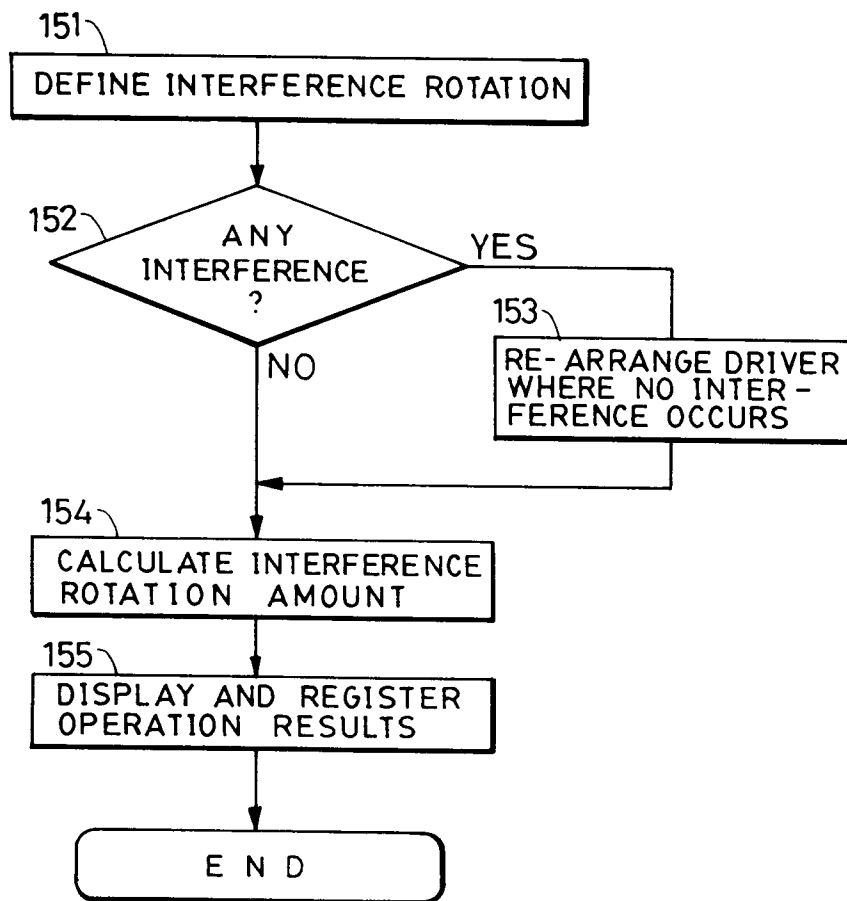 151
DEFINE INTERFERENCE ROTATION
152
ANY
INTERFERENCE
?
YES
NO
153
RE-ARRANGE DRIVER
WHERE NO INTER-
FERENCE OCCURS
154
CALCULATE INTERFERENCE
ROTATION AMOUNT
155
DISPLAY AND REGISTER
OPERATION RESULTS
END